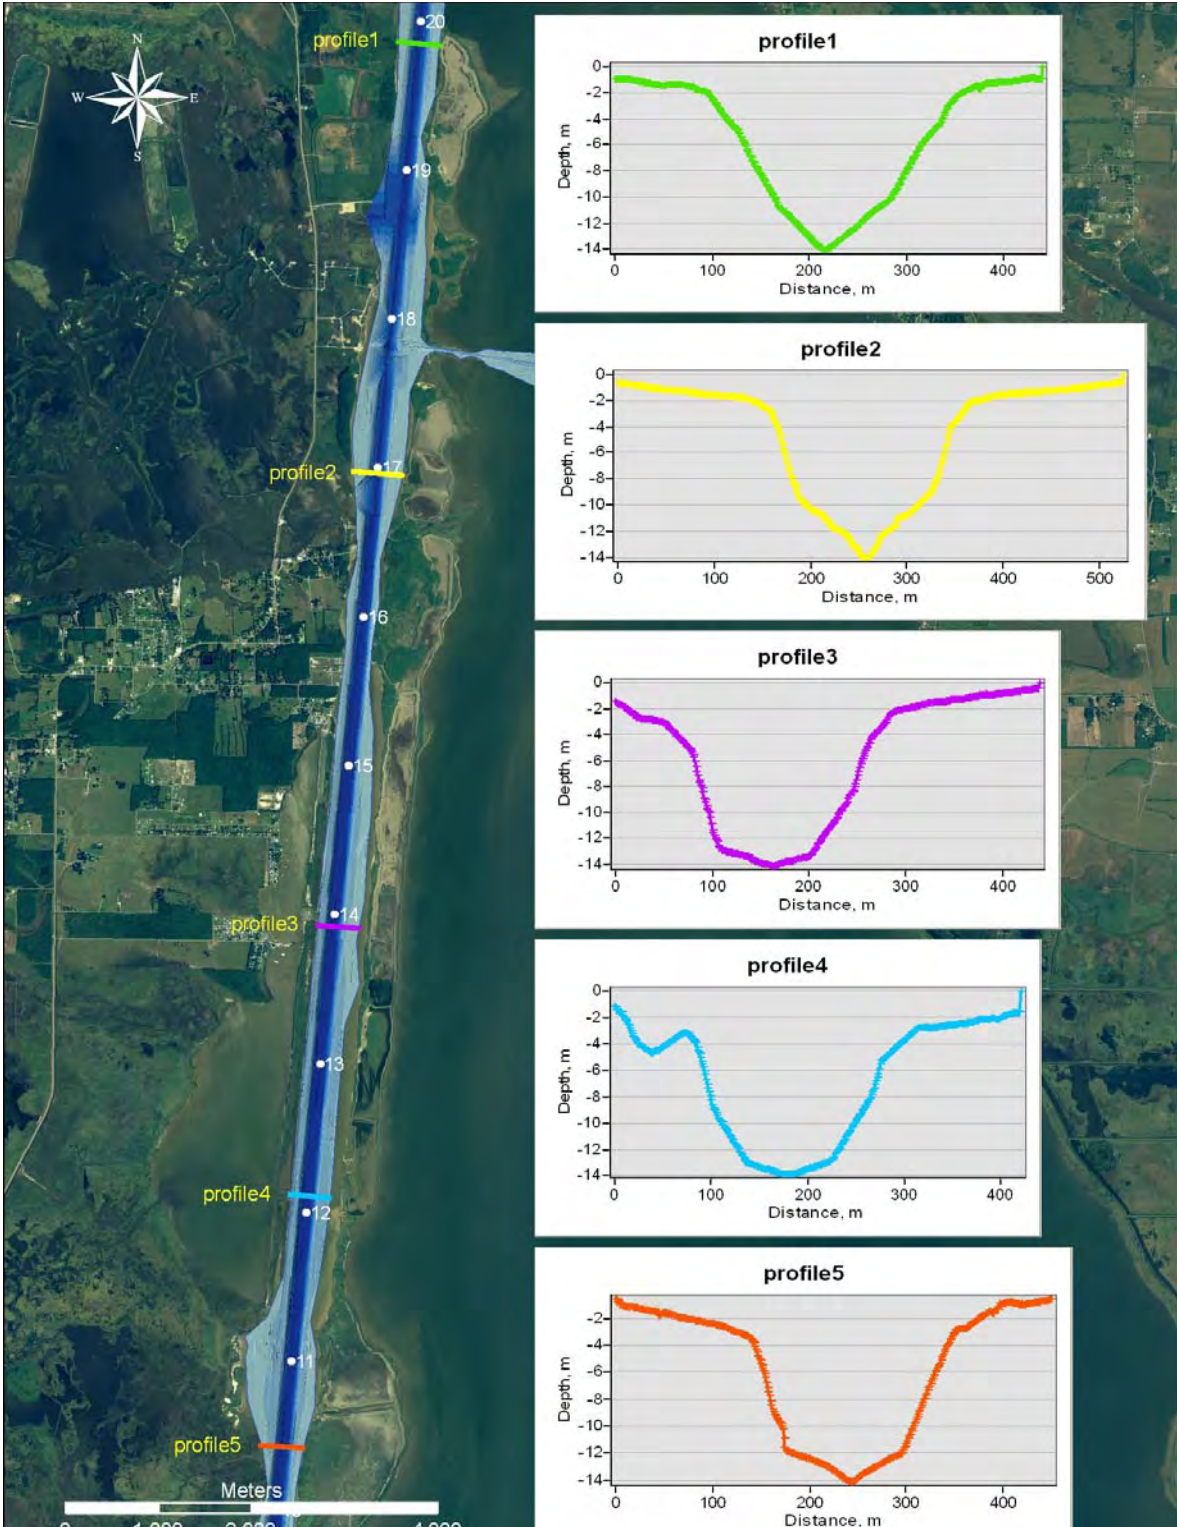 20
profile1
N
W
E
S
19
18
17
profile2
16
15
14
profile3
13
profile4
12
11
profile5
Meters
profile1
0
-2
-4
-6
-8
-10
-12
-14
Depth, m
0 100 200 300 400
Distance, m
profile2
0
-2
-4
-6
-8
-10
-12
-14
Depth, m
0 100 200 300 400 500
Distance, m
profile3
0
-2
-4
-6
-8
-10
-12
-14
Depth, m
0 100 200 300 400
Distance, m
profile4
0
-2
-4
-6
-8
-10
-12
-14
Depth, m
0 100 200 300 400
Distance, m
profile5
-2
-4
-6
-8
-10
-12
-14
Depth, m
0 100 200 300 400
Distance, m